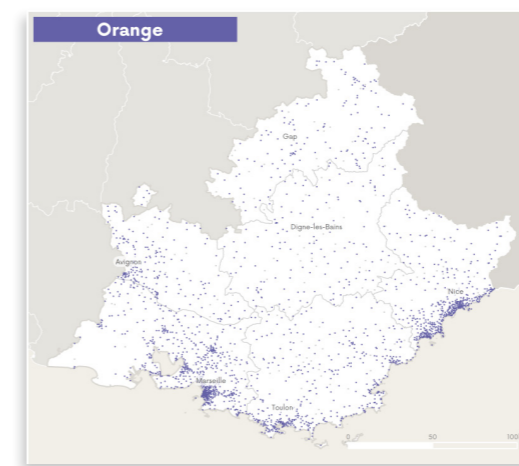 Orange
Gap
Digne-les-Bains
Avignon
Nice
Marseille
Toulon
0 50 100